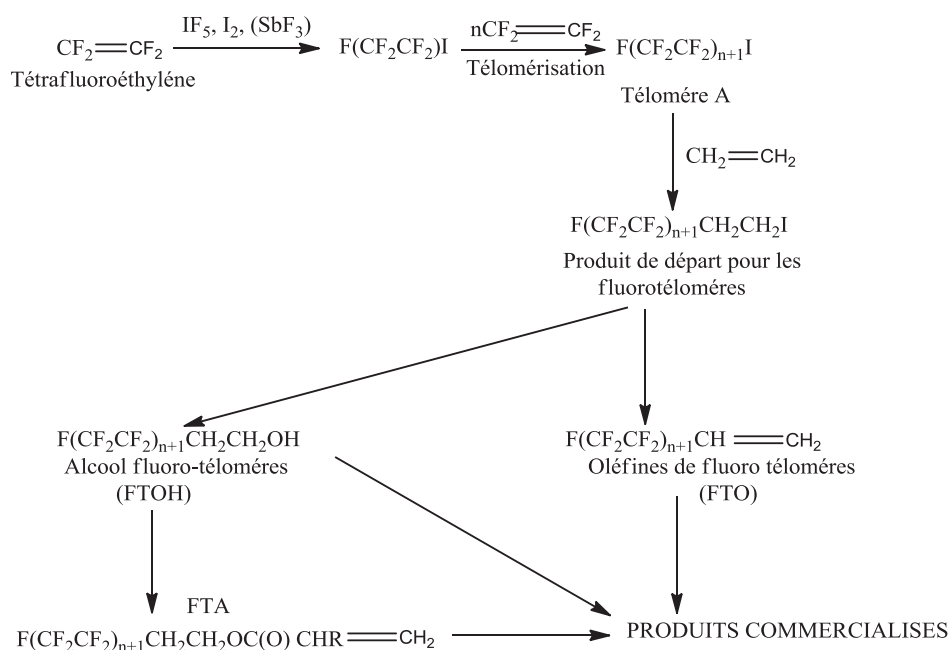 IF₅, I₂, (SbF₃)
CF₂=CF₂
Tétrafluoroéthyléne
F(CF₂CF₂)I
nCF₂=CF₂
Télomérisation
F(CF₂CF₂)ₙ₊₁I
Télomére A
CH₂=CH₂
F(CF₂CF₂)ₙ₊₁CH₂CH₂I
Produit de départ pour les
fluorotéloméres
F(CF₂CF₂)ₙ₊₁CH₂CH₂OH
Alcool fluoro-téloméres
(FTOH)
F(CF₂CF₂)ₙ₊₁CH=CH₂
Oléfines de fluoro téloméres
(FTO)
FTA
F(CF₂CF₂)ₙ₊₁CH₂CH₂OC(O) CHR=CH₂
PRODUITS COMMERCIALISES